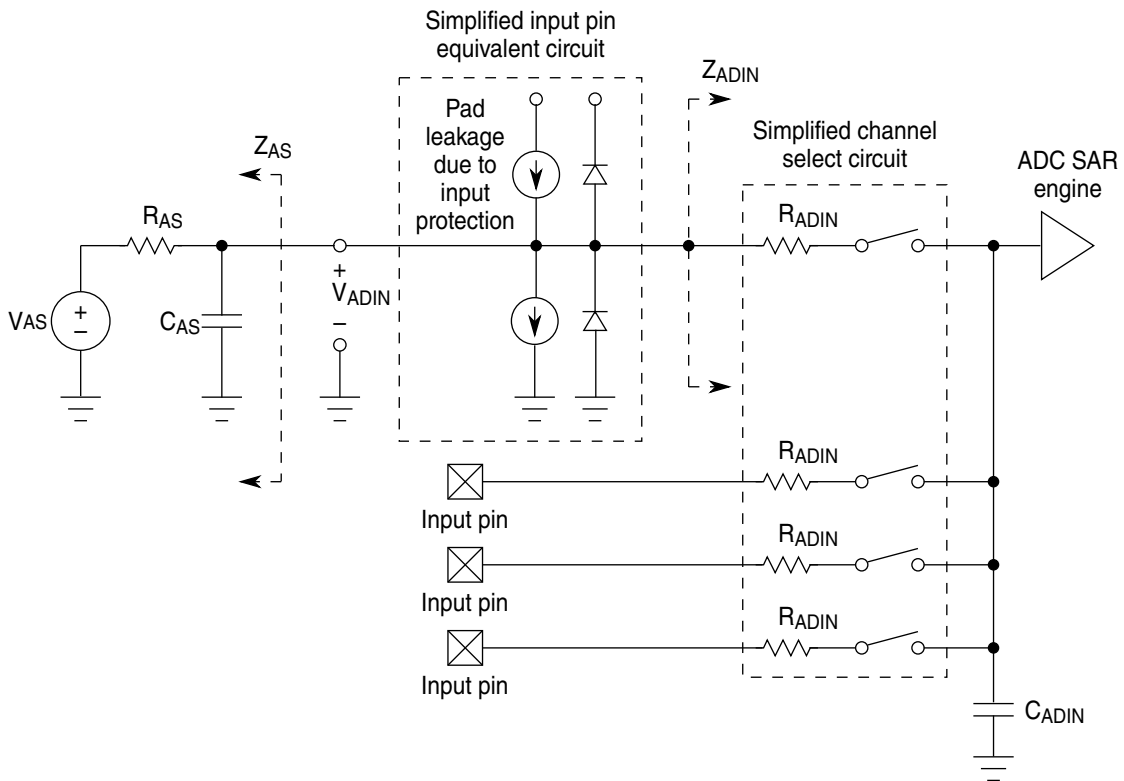 Simplified input pin
equivalent circuit
Pad
leakage
due to
input
protection
ZAS
ZADIN
Simplified channel
select circuit
ADC SAR
engine
RAS
RADIN
VAS
+
–
CAS
+
VADIN
–
RADIN
Input pin
RADIN
Input pin
RADIN
Input pin
CADIN